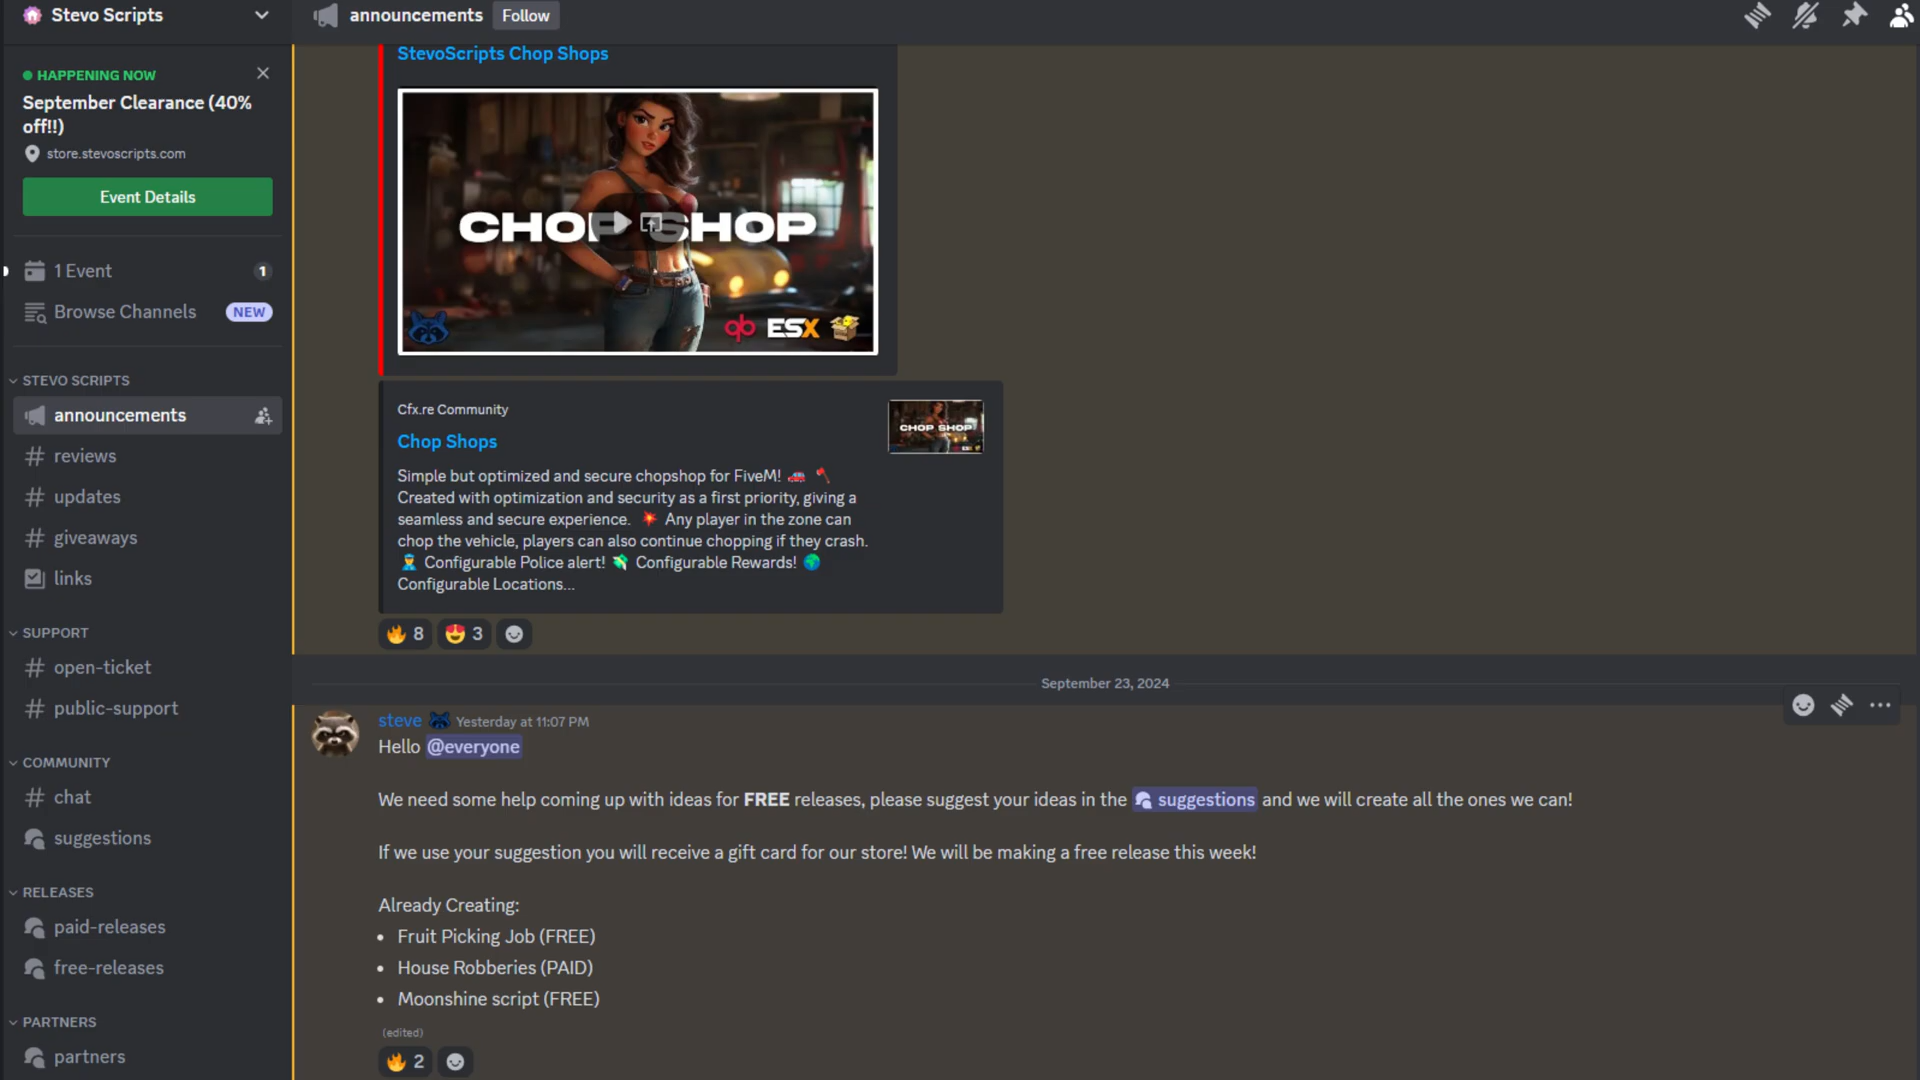 Stevo Scripts
HAPPENING NOW
September Clearance (40%
off!!)
store.stevoscripts.com
Event Details
1 Event
1
Browse Channels
NEW
STEVO SCRIPTS
announcements
reviews
updates
giveaways
links
SUPPORT
open-ticket
public-support
COMMUNITY
chat
suggestions
RELEASES
paid-releases
free-releases
PARTNERS
partners
announcements
Follow
StevoScripts Chop Shops
CHOP SHOP
qb ESX
Cfx.re Community
Chop Shops
CHOP SHOP
Simple but optimized and secure chopshop for FiveM! 🚗 🪓
Created with optimization and security as a first priority, giving a
seamless and secure experience. 💥 Any player in the zone can
chop the vehicle, players can also continue chopping if they crash.
👮 Configurable Police alert! 💸 Configurable Rewards! 🌍
Configurable Locations...
🔥 8 😍 3
September 23, 2024
steve Yesterday at 11:07 PM
Hello @everyone
We need some help coming up with ideas for FREE releases, please suggest your ideas in the suggestions and we will create all the ones we can!
If we use your suggestion you will receive a gift card for our store! We will be making a free release this week!
Already Creating:
• Fruit Picking Job (FREE)
• House Robberies (PAID)
• Moonshine script (FREE)
(edited)
🔥 2